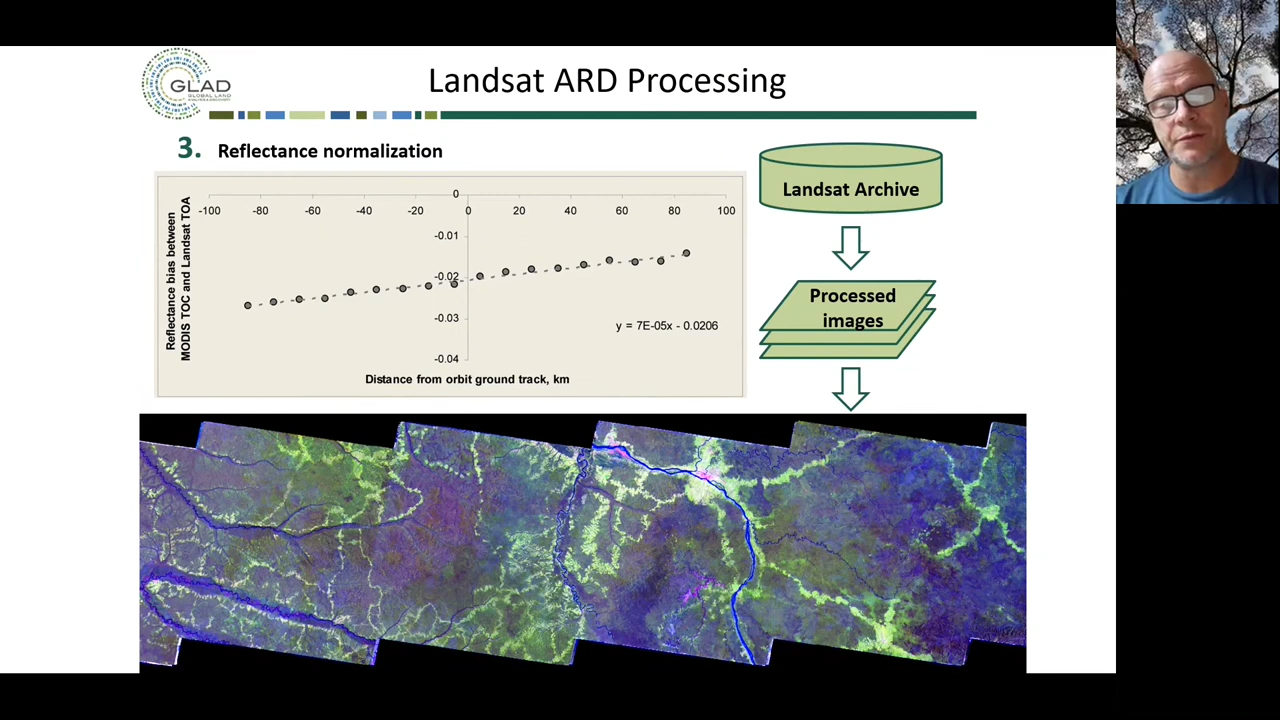 GLAD
GLOBAL LAND
ANALYSIS & DISCOVERY
Landsat ARD Processing
3. Reflectance normalization
Reflectance bias between
MODIS TOC and Landsat TOA
0
-100 -80 -60 -40 -20 0 20 40 60 80 100
-0.01
-0.02
-0.03
-0.04
y = 7E-05x - 0.0206
Distance from orbit ground track, km
Landsat Archive
Processed
images